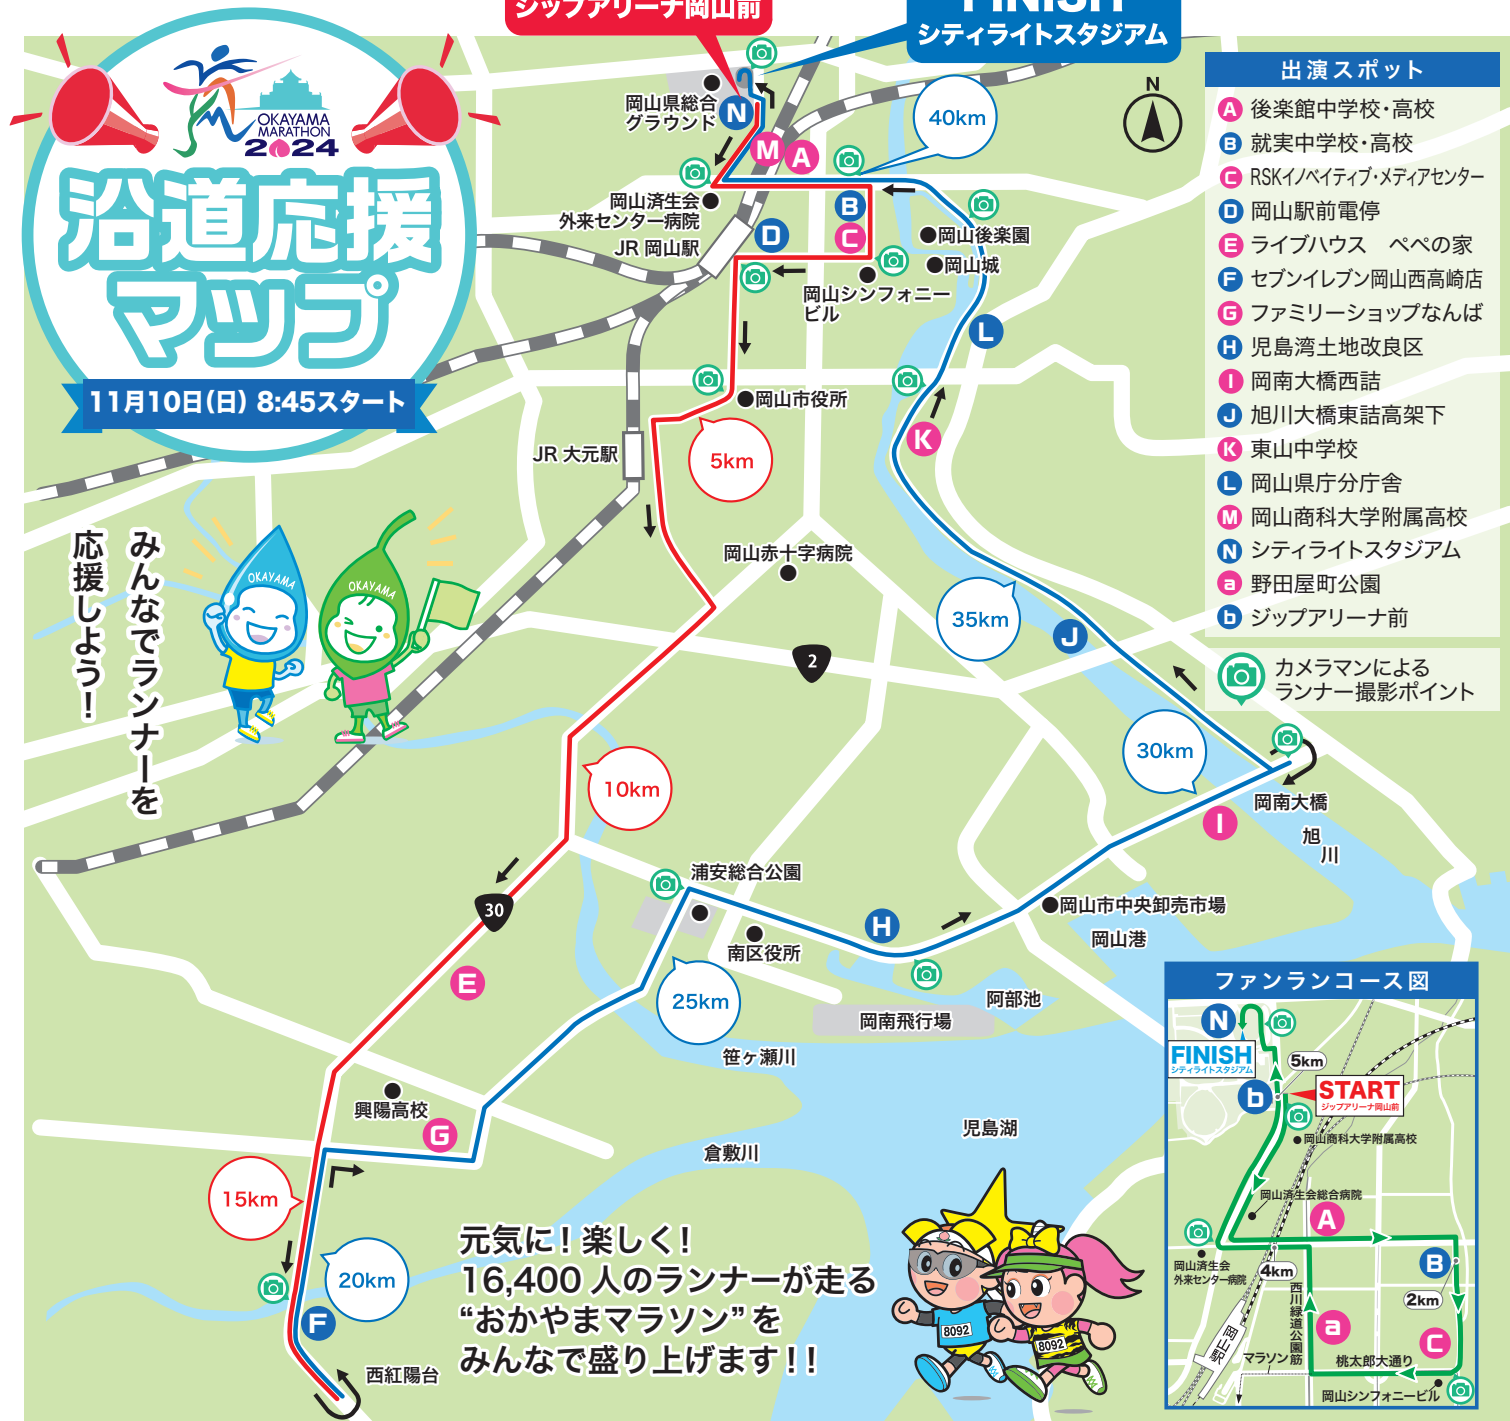 ジップアリーナ岡山前
FINISH
シティライトスタジアム
OKAYAMA
MARATHON
2024
沿道応援
マップ
11月10日(日) 8:45スタート
みんなでランナーを
応援しよう!
出演スポット
A 後楽館中学校・高校
B 就実中学校・高校
C RSKイノベイティブ・メディアセンター
D 岡山駅前電停
E ライブハウス ペペの家
F セブンイレブン岡山西高崎店
G ファミリーショップなんば
H 児島湾土地改良区
I 岡南大橋西詰
J 旭川大橋東詰高架下
K 東山中学校
L 岡山県庁分庁舎
M 岡山商科大学附属高校
N シティライトスタジアム
a 野田屋町公園
b ジップアリーナ前
カメラマンによる
ランナー撮影ポイント
N
岡山県総合
グラウンド
N
M
A
40km
岡山済生会
外来センター病院
JR 岡山駅
D
B
C
岡山後楽園
岡山城
岡山シンフォニー
ビル
L
岡山市役所
K
JR 大元駅
5km
岡山赤十字病院
35km
J
2
OKAYAMA
OKAYAMA
30km
10km
岡南大橋
旭
川
I
浦安総合公園
30
岡山市中央卸売市場
H
南区役所
岡山港
E
25km
阿部池
岡南飛行場
笹ヶ瀬川
興陽高校
G
児島湖
倉敷川
15km
20km
F
西紅陽台
元気に!楽しく!
16,400 人のランナーが走る
“おかやまマラソン”を
みんなで盛り上げます!!
8092
8092
ファンランコース図
N
FINISH
シティライトスタジアム
5km
b
START
ジップアリーナ岡山前
岡山商科大学附属高校
岡山済生会総合病院
A
岡山済生会
外来センター病院
4km
B
2km
西川緑道公園筋
a
C
岡山駅
マラソン
桃太郎大通り
岡山シンフォニービル